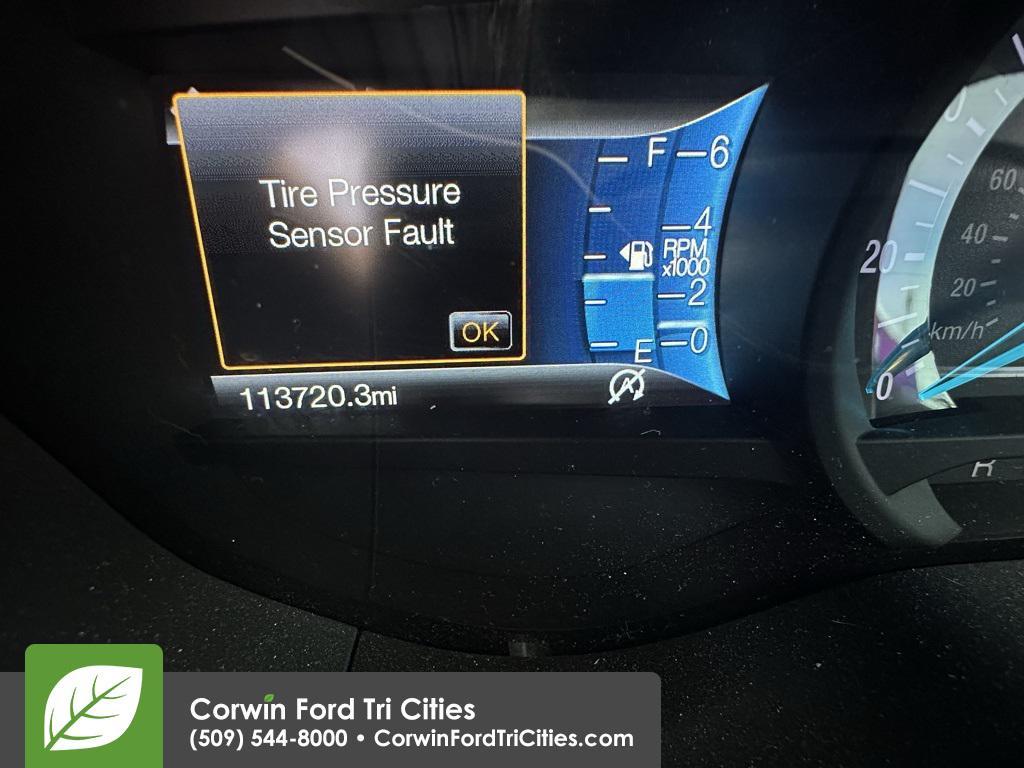 Tire Pressure
Sensor Fault
OK
113720.3mi
F
E
6
4
RPM
x1000
2
0
20
0
60
40
20
km/h
R
Corwin Ford Tri Cities
(509) 544-8000 • CorwinFordTriCities.com